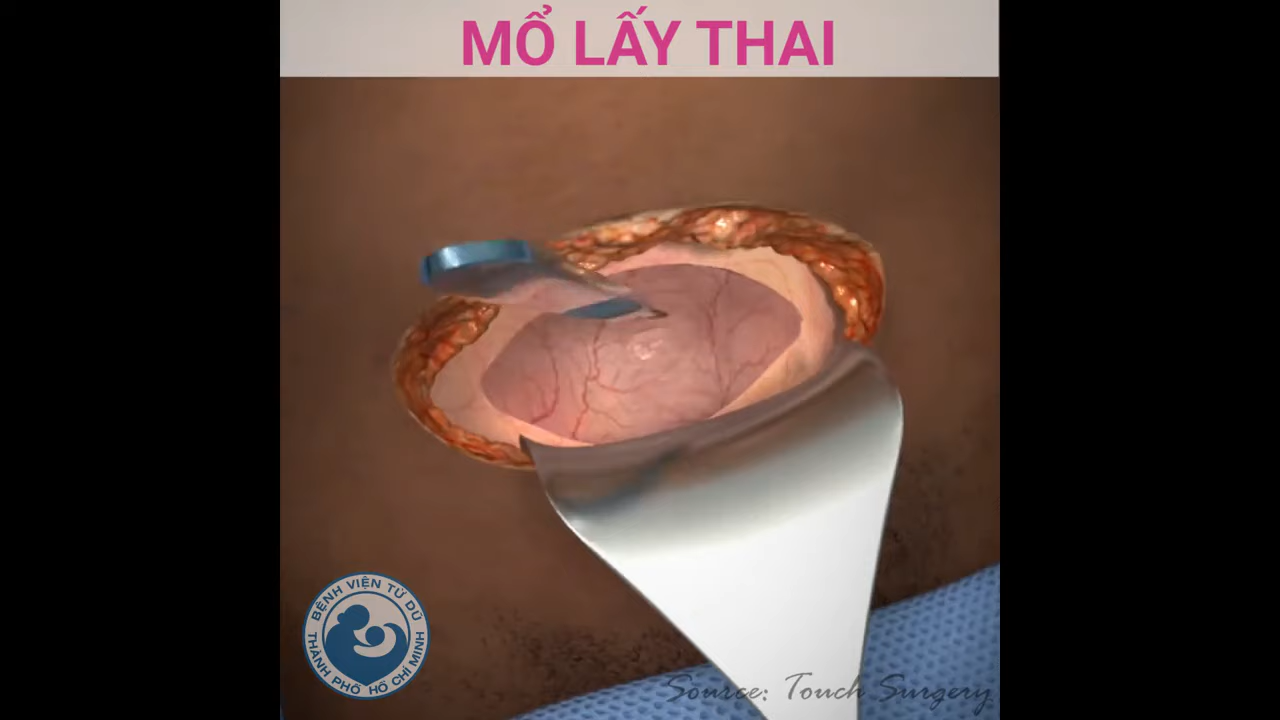 MỔ LẤY THAI
BỆNH VIỆN TỪ DŨ
THÀNH PHỐ HỒ CHÍ MINH
Source: Touch Surgery